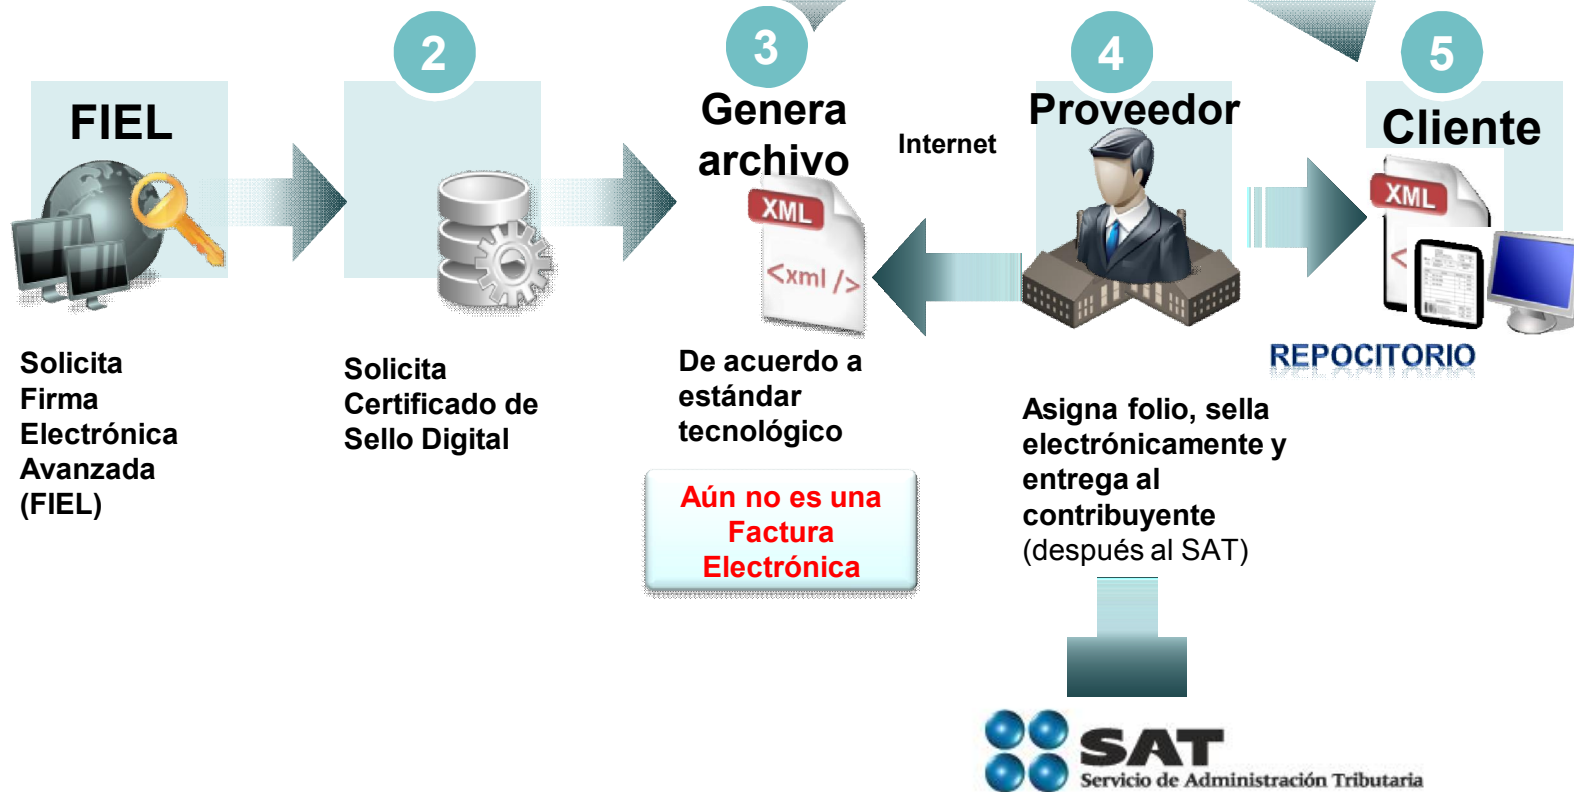 2
3
4
5
FIEL
Genera
archivo
Internet
Proveedor
Cliente
XML
<xml />
XML
<
REPOCITORIO
Solicita
Firma
Electrónica
Avanzada
(FIEL)
Solicita
Certificado de
Sello Digital
De acuerdo a
estándar
tecnológico
Aún no es una
Factura
Electrónica
Asigna folio, sella
electrónicamente y
entrega al
contribuyente
(después al SAT)
SAT
Servicio de Administración Tributaria